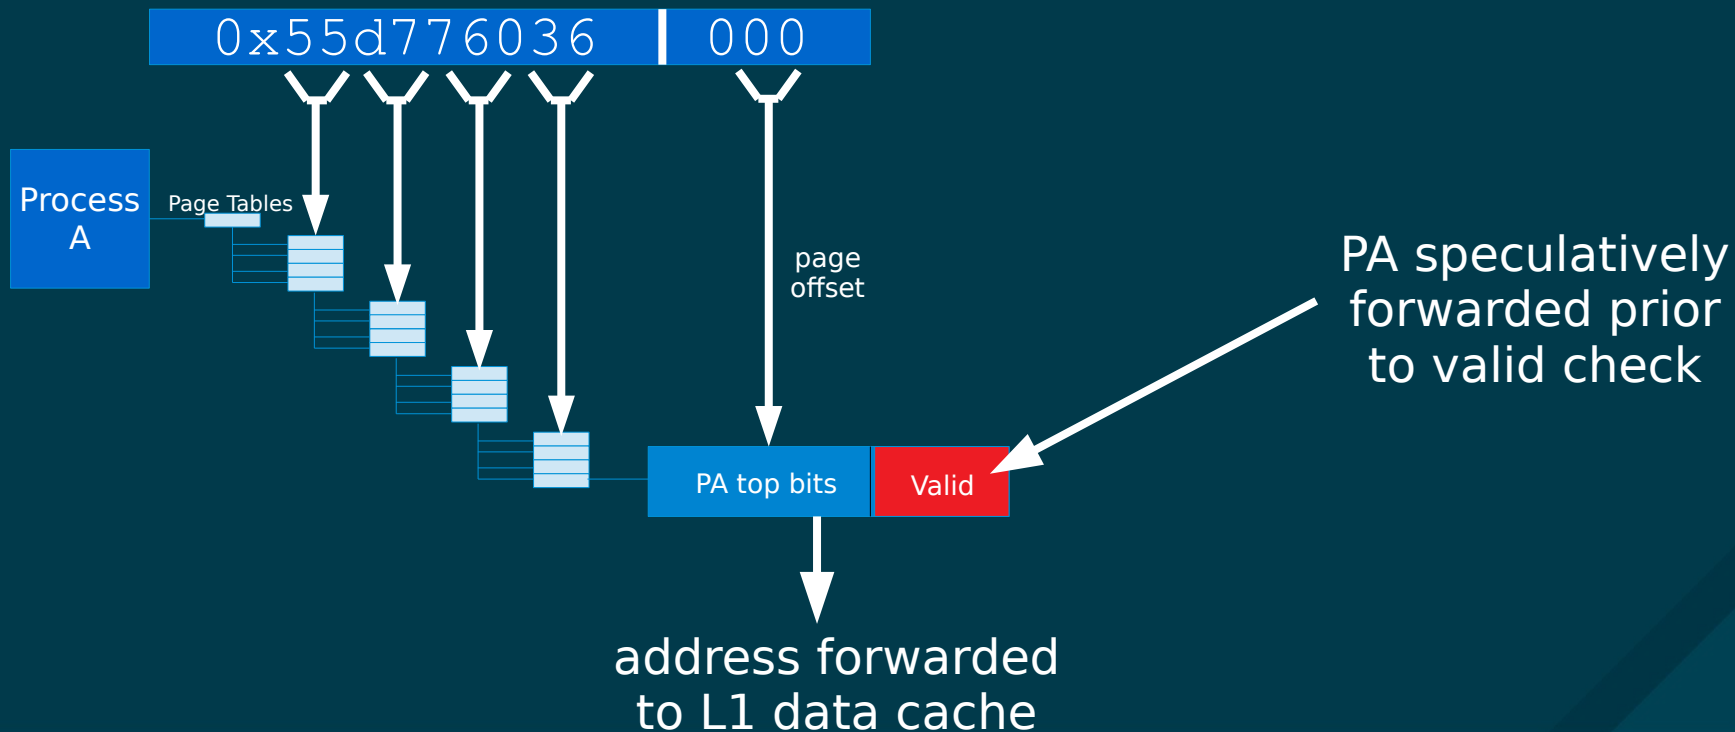 0x55d776036 000
Process
A
Page Tables
page
offset
PA speculatively
forwarded prior
to valid check
PA top bits
Valid
address forwarded
to L1 data cache